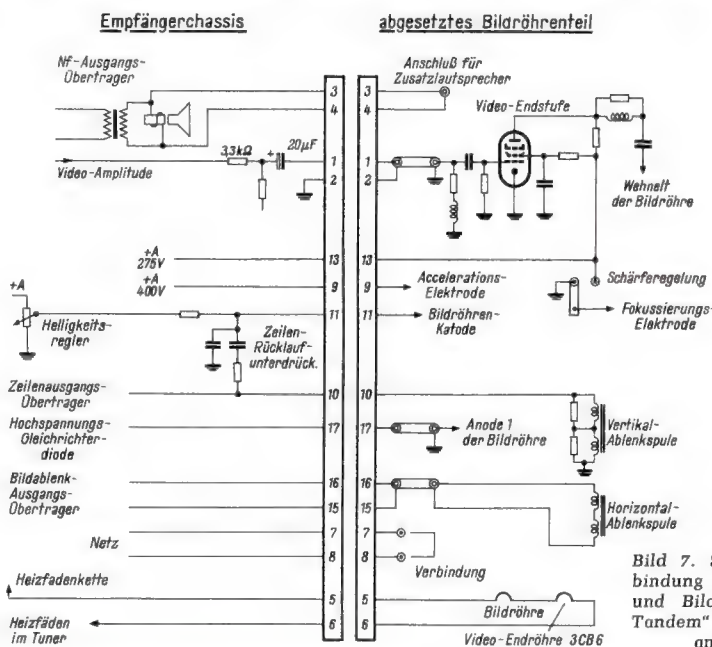 Empfängerchassis
abgesetztes Bildröhrenteil
Nf-Ausgangs-
Übertrager
3,3kΩ
+
20μF
Video-Amplitude
+A
275V
+A
400V
+A
Helligkeits-
regler
Zeilen-
Rücklauf-
unterdrück.
Zeilenausgangs-
Übertrager
Hochspannungs-
Gleichrichter-
diode
Bildablenk-
Ausgangs-
Übertrager
Netz
Heizfadenkette
Heizfäden
im Tuner
3
4
1
2
13
9
11
10
17
16
15
7
8
5
6
3
4
1
2
13
9
11
10
17
16
15
7
8
5
6
Anschluß für
Zusatzlautsprecher
Video-Endstufe
Wehnelt
der Bildröhre
Accelerations-
Elektrode
Bildröhren-
Katode
Schärferegelung
Fokussierungs-
Elektrode
Anode 1
der Bildröhre
Vertikal-
Ablenkspule
Horizontal-
Ablenkspule
Verbindung
Bildröhre
Video-Endröhre 3CB6
Bild 7.
bindung
und Bil
Tandem“
an